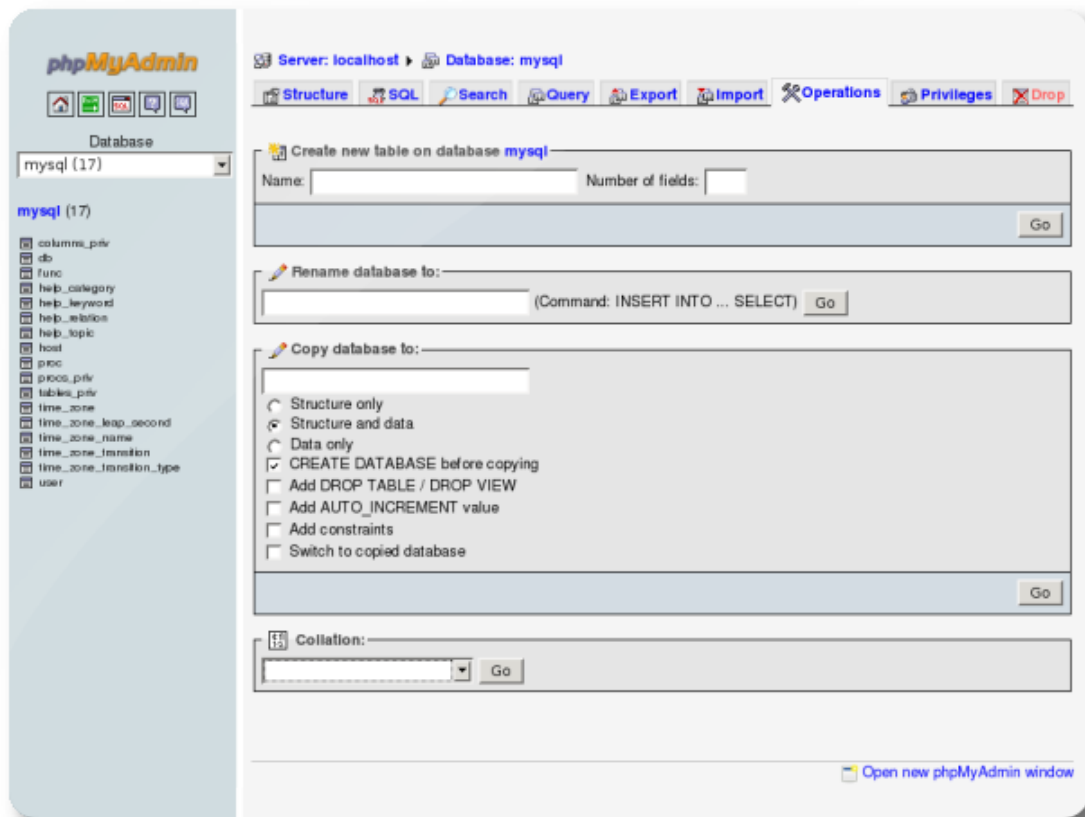 phpMyAdmin
Database
mysql (17)
mysql (17)
columns_priv
db
func
help_category
help_keyword
help_relation
help_topic
host
proc
procs_priv
tables_priv
time_zone
time_zone_leap_second
time_zone_name
time_zone_transition
time_zone_transition_type
user
Server: localhost Database: mysql
Structure SQL Search Query Export Import Operations Privileges Drop
Create new table on database mysql
Name: Number of fields:
Go
Rename database to:
(Command: INSERT INTO ... SELECT) Go
Copy database to:
Structure only
Structure and data
Data only
CREATE DATABASE before copying
Add DROP TABLE / DROP VIEW
Add AUTO_INCREMENT value
Add constraints
Switch to copied database
Go
Collation:
Go
Open new phpMyAdmin window